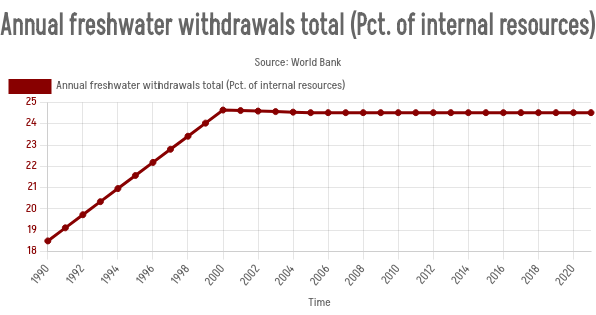 Annual freshwater withdrawals total (Pct. of internal resources)
Source: World Bank
Annual freshwater withdrawals total (Pct. of internal resources)
25
24
23
22
21
20
19
18
1990 1992 1994 1996 1998 2000 2002 2004 2006 2008 2010 2012 2014 2016 2018 2020
Time